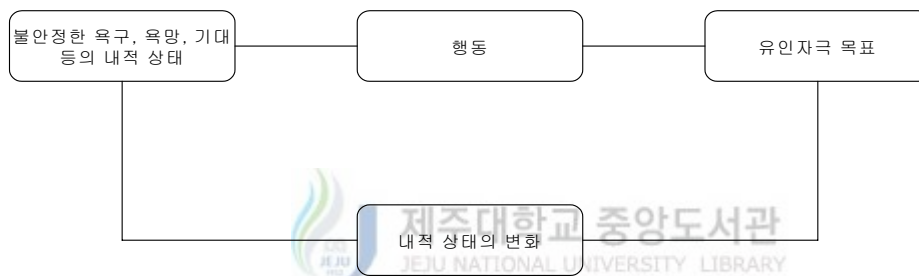 불안정한 욕구, 욕망, 기대
등의 내적 상태
행동
유인자극 목표
내적 상태의 변화
제주대학교 중앙도서관
JEJU NATIONAL UNIVERSITY LIBRARY
JEJU
1952